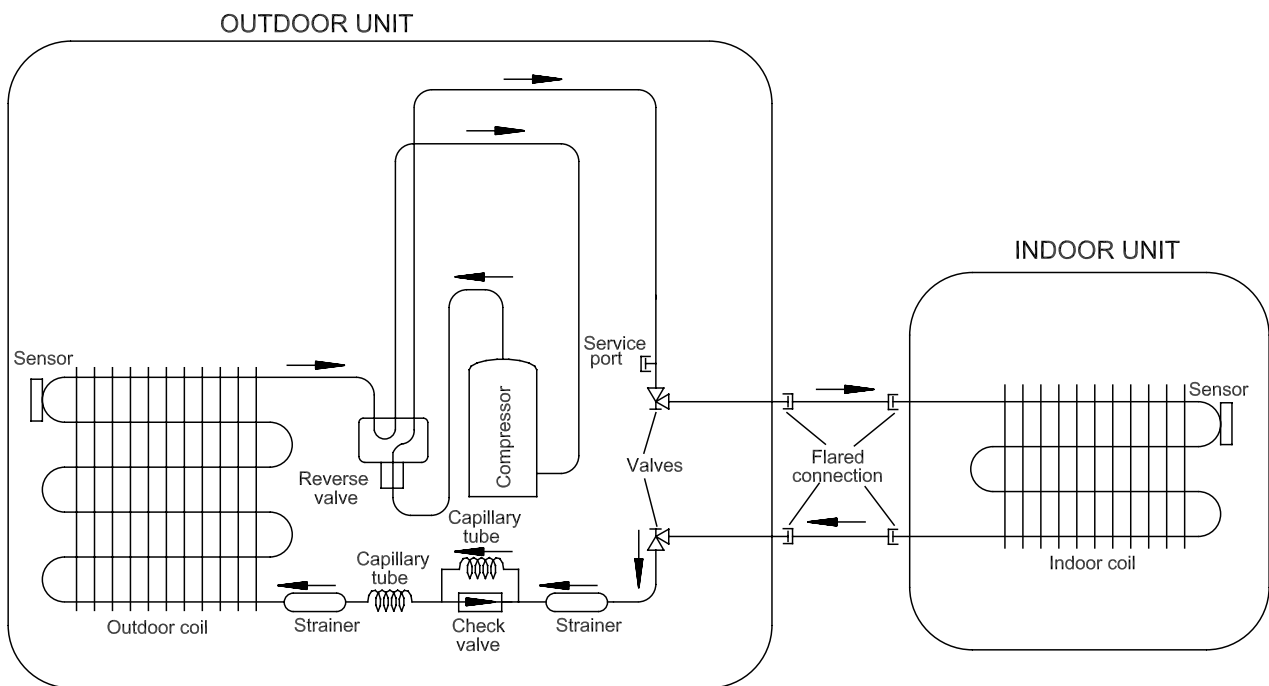 OUTDOOR UNIT
INDOOR UNIT
Service
port
Sensor
Sensor
Compressor
Reverse
valve
Valves
Flared
connection
Capillary
tube
Capillary
tube
Indoor coil
Outdoor coil
Strainer
Check
valve
Strainer